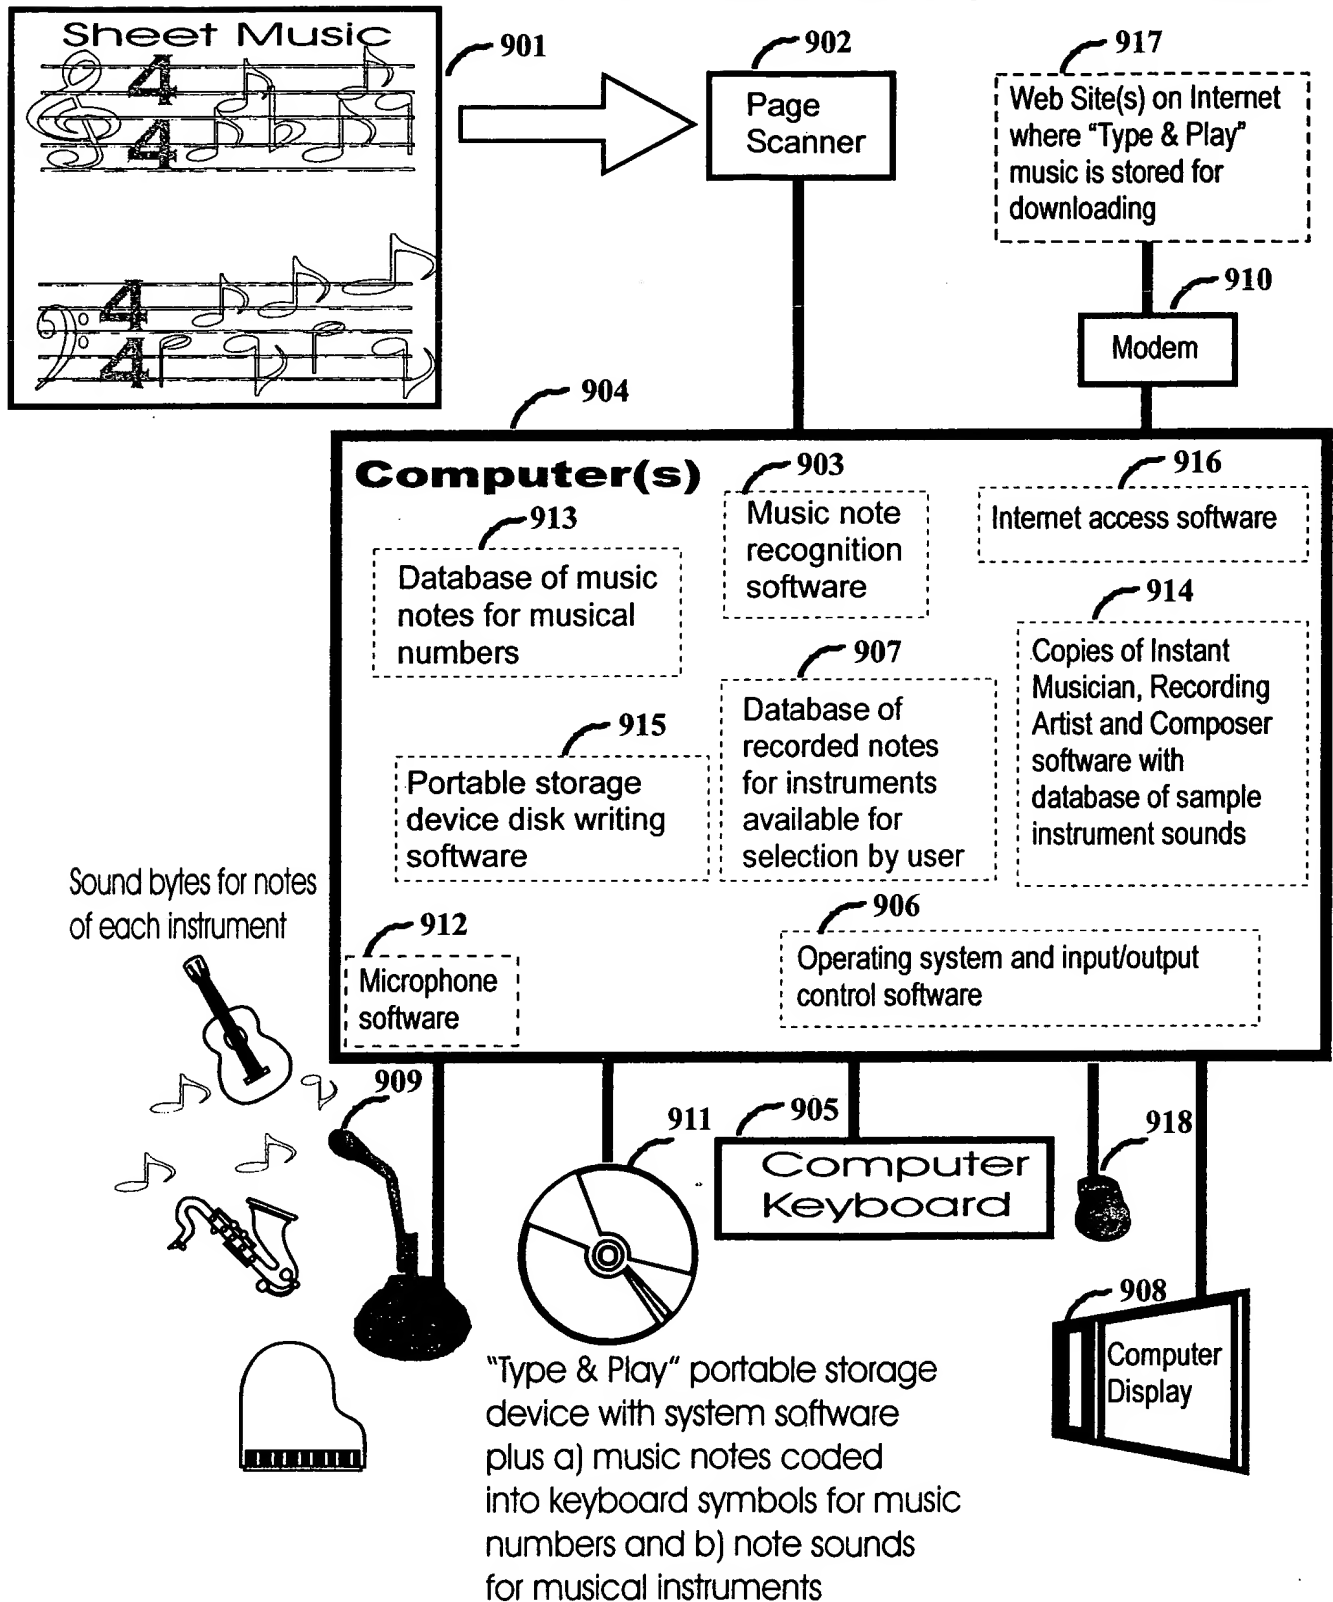 Sheet Music
4
4
4
4
901
902
Page
Scanner
917
Web Site(s) on Internet
where "Type & Play"
music is stored for
downloading
910
Modem
904
Computer(s)
903
Music note
recognition
software
916
Internet access software
913
Database of music
notes for musical
numbers
914
Copies of Instant
Musician, Recording
Artist and Composer
software with
database of sample
instrument sounds
907
Database of
recorded notes
for instruments
available for
selection by user
915
Portable storage
device disk writing
software
906
Operating system and input/output
control software
912
Microphone
software
Sound bytes for notes
of each instrument
909
911
905
Computer
Keyboard
918
908
Computer
Display
"Type & Play" portable storage
device with system software
plus a) music notes coded
into keyboard symbols for music
numbers and b) note sounds
for musical instruments